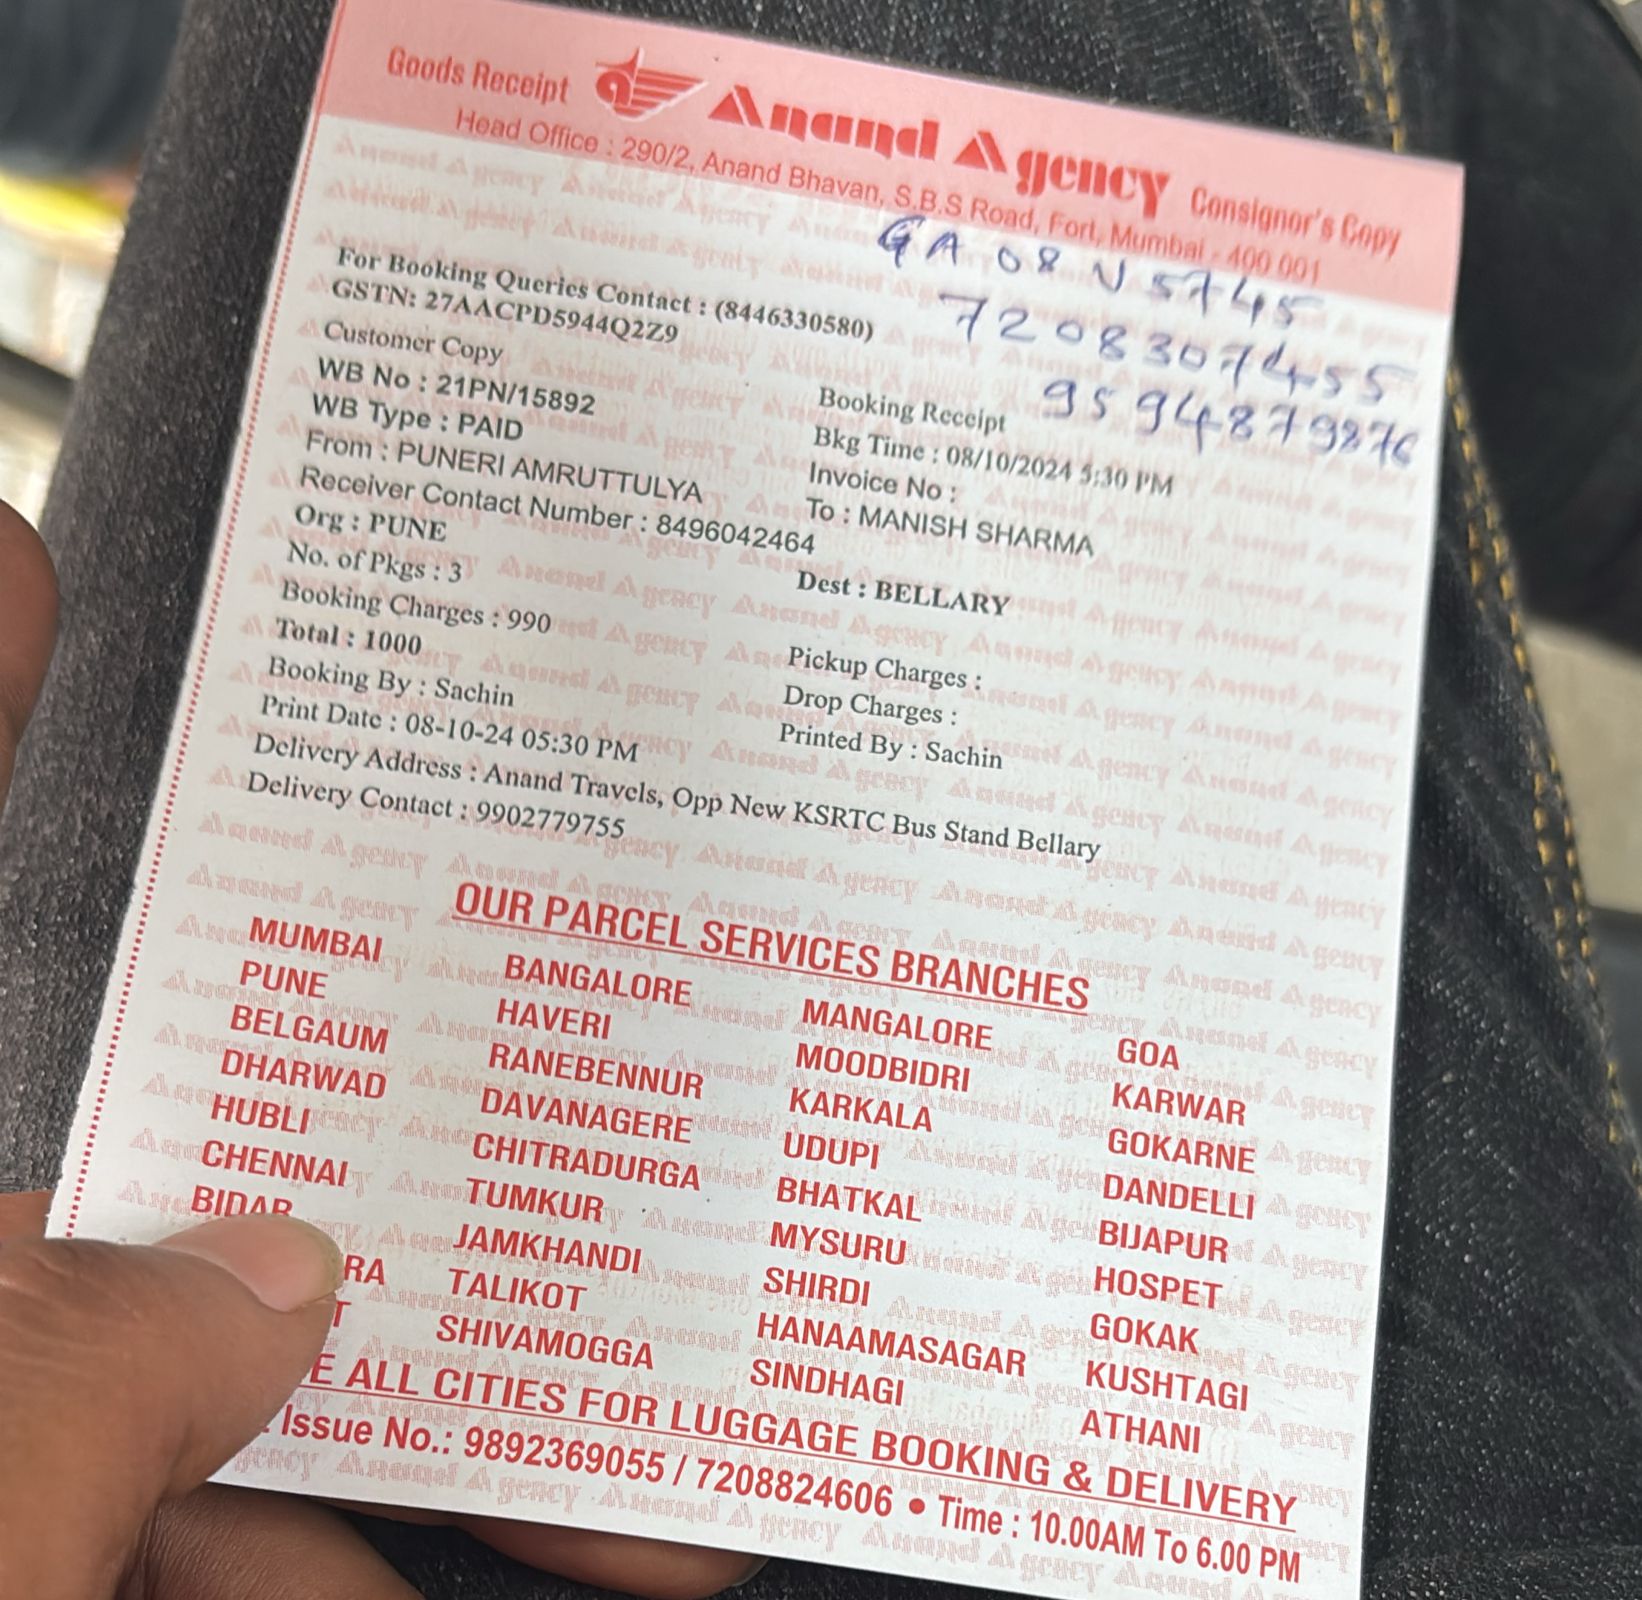 Goods Receipt Anand Agency Consignor's Copy
Head Office : 290/2, Anand Bhavan, S.B.S Road, Fort, Mumbai - 400 001
GA 08 V 5745
7208307455
9594879876
For Booking Queries Contact : (8446330580)
GSTN: 27AACPD5944Q2Z9
Customer Copy Booking Receipt
WB No : 21PN/15892 Bkg Time : 08/10/2024 5:30 PM
WB Type : PAID Invoice No :
From : PUNERI AMRUTTULYA To : MANISH SHARMA
Receiver Contact Number : 8496042464
Org : PUNE Dest : BELLARY
No. of Pkgs : 3
Booking Charges : 990 Pickup Charges :
Total : 1000 Drop Charges :
Booking By : Sachin Printed By : Sachin
Print Date : 08-10-24 05:30 PM
Delivery Address : Anand Travels, Opp New KSRTC Bus Stand Bellary
Delivery Contact : 9902779755
OUR PARCEL SERVICES BRANCHES
MUMBAI BANGALORE MANGALORE GOA
PUNE HAVERI MOODBIDRI KARWAR
BELGAUM RANEBENNUR KARKALA GOKARNE
DHARWAD DAVANAGERE UDUPI DANDELLI
HUBLI CHITRADURGA BHATKAL BIJAPUR
CHENNAI TUMKUR MYSURU HOSPET
BIDAR JAMKHANDI SHIRDI GOKAK
RA TALIKOT HANAAMASAGAR KUSHTAGI
T SHIVAMOGGA SINDHAGI ATHANI
E ALL CITIES FOR LUGGAGE BOOKING & DELIVERY
Issue No.: 9892369055 / 7208824606 • Time : 10.00AM To 6.00 PM